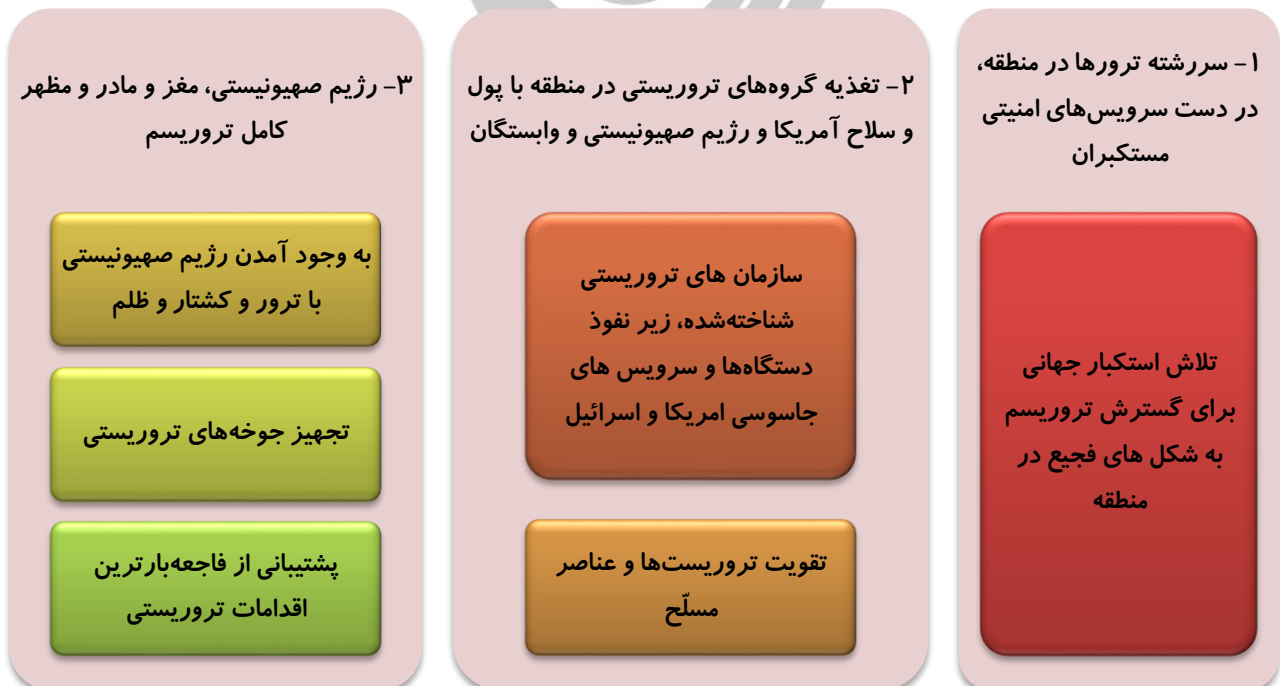 ۱- سررشته ترورها در منطقه،
در دست سرویس‌های امنیتی
مستکبران
تلاش استکبار جهانی
برای گسترش تروریسم
به شکل های فجیع در
منطقه
۲- تغذیه گروه‌های تروریستی در منطقه با پول
و سلاح آمریکا و رژیم صهیونیستی و وابستگان
سازمان های تروریستی
شناخته‌شده، زیر نفوذ
دستگاه‌ها و سرویس های
جاسوسی امریکا و اسرائیل
تقویت تروریست‌ها و عناصر
مسلّح
۳- رژیم صهیونیستی، مغز و مادر و مظهر
کامل تروریسم
به وجود آمدن رژیم صهیونیستی
با ترور و کشتار و ظلم
تجهیز جوخه‌های تروریستی
پشتیبانی از فاجعه‌بارترین
اقدامات تروریستی